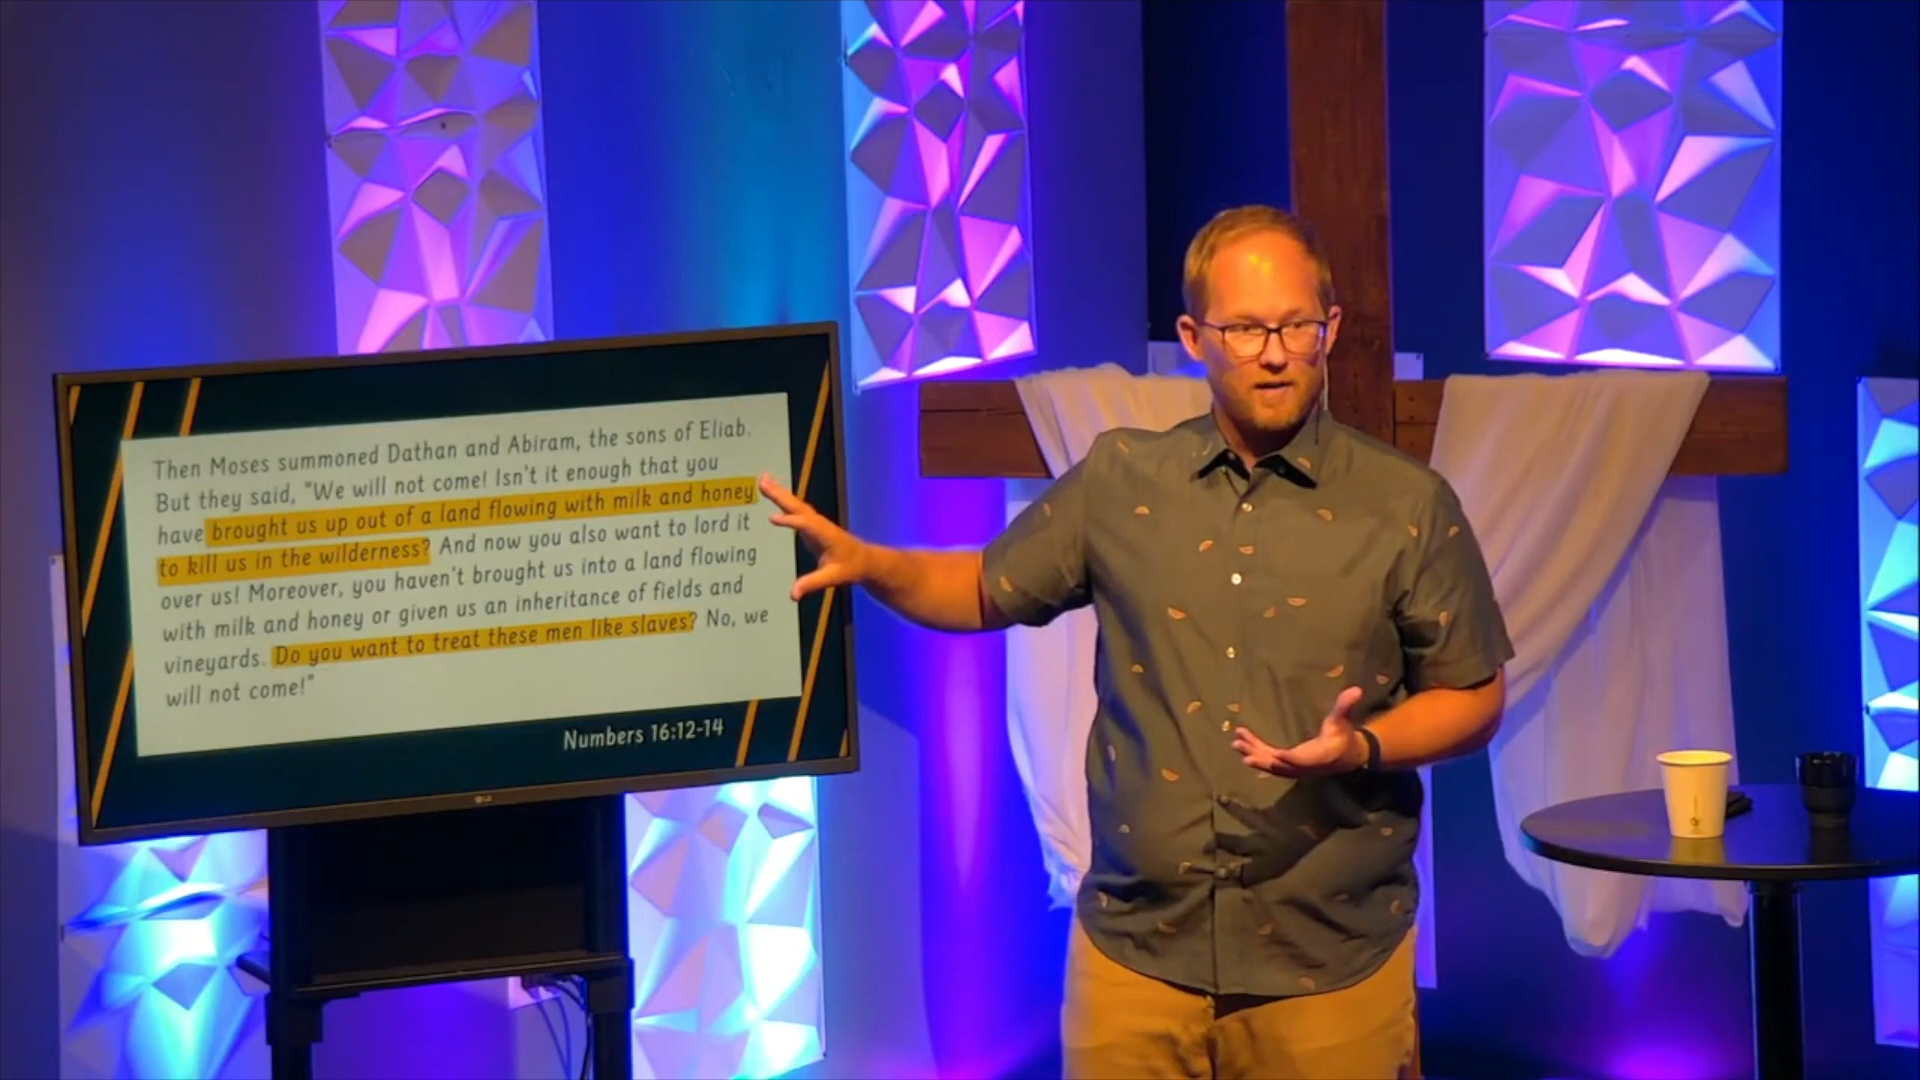 Then Moses summoned Dathan and Abiram, the sons of Eliab.
But they said, "We will not come! Isn't it enough that you
have brought us up out of a land flowing with milk and honey
to kill us in the wilderness? And now you also want to lord it
over us! Moreover, you haven't brought us into a land flowing
with milk and honey or given us an inheritance of fields and
vineyards. Do you want to treat these men like slaves? No, we
will not come!"
Numbers 16:12-14
LG